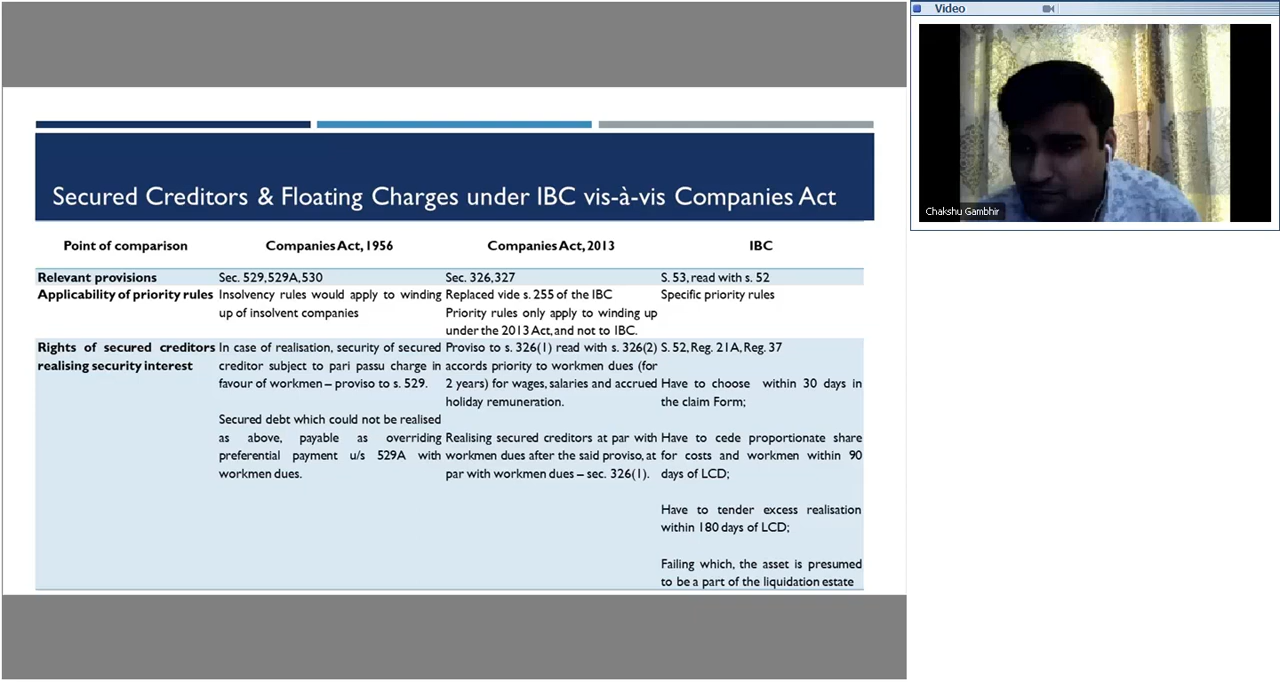 Video
Chakshu Gambhir
Secured Creditors & Floating Charges under IBC vis-à-vis Companies Act
Point of comparison
Companies Act, 1956
Companies Act, 2013
IBC
Relevant provisions
Sec. 529,529A,530
Sec. 326,327
S. 53, read with s. 52
Applicability of priority rules
Insolvency rules would apply to winding
up of insolvent companies
Replaced vide s. 255 of the IBC
Priority rules only apply to winding up
under the 2013 Act, and not to IBC.
Specific priority rules
Rights of secured creditors
realising security interest
In case of realisation, security of secured
creditor subject to pari passu charge in
favour of workmen – proviso to s. 529.
Secured debt which could not be realised
as above, payable as overriding
preferential payment u/s 529A with
workmen dues.
Proviso to s. 326(1) read with s. 326(2)
accords priority to workmen dues (for
2 years) for wages, salaries and accrued
holiday remuneration.
Realising secured creditors at par with
workmen dues after the said proviso, at
par with workmen dues – sec. 326(1).
S. 52, Reg. 21A, Reg. 37
Have to choose within 30 days in
the claim Form;
Have to cede proportionate share
for costs and workmen within 90
days of LCD;
Have to tender excess realisation
within 180 days of LCD;
Failing which, the asset is presumed
to be a part of the liquidation estate